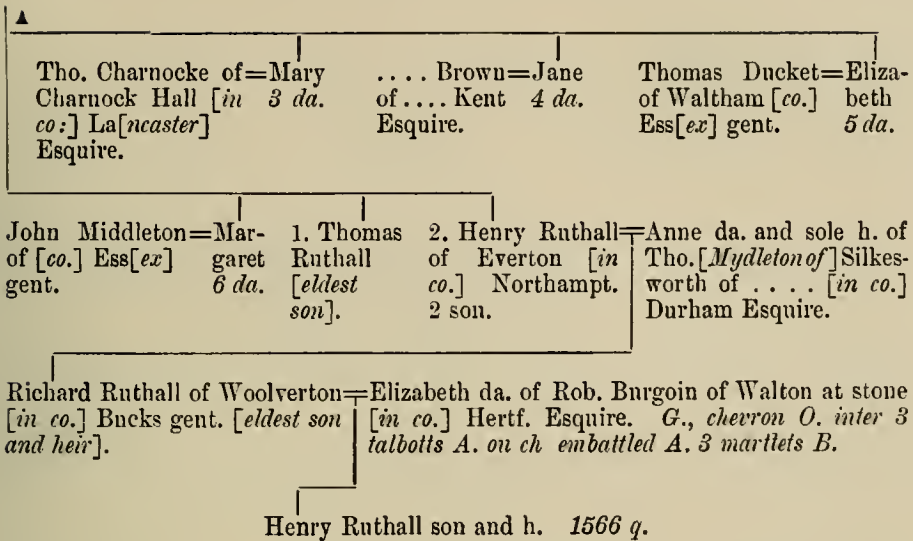 Tho. Charnocke of=Mary
Charnock Hall [in 3 da.
co:] La[ncaster]
Esquire.
.... Brown=Jane
of .... Kent 4 da.
Esquire.
Thomas Ducket=Eliza-
of Waltham [co.] beth
Ess[ex] gent. 5 da.
John Middleton=Mar-
of [co.] Ess[ex] garet
gent. 6 da.
1. Thomas
Ruthall
[eldest
son].
2. Henry Ruthall=
of Everton [in
co.] Northampt.
2 son.
Anne da. and sole h. of
Tho. [Mydleton of] Silkes-
worth of .... [in co.]
Durham Esquire.
Richard Ruthall of Woolverton=
[in co.] Bucks gent. [eldest son
and heir].
Elizabeth da. of Rob. Burgoin of Walton at stone
[in co.] Hertf. Esquire. G., chevron O. inter 3
talbotts A. on ch embattled A. 3 martlets B.
Henry Ruthall son and h. 1566 q.